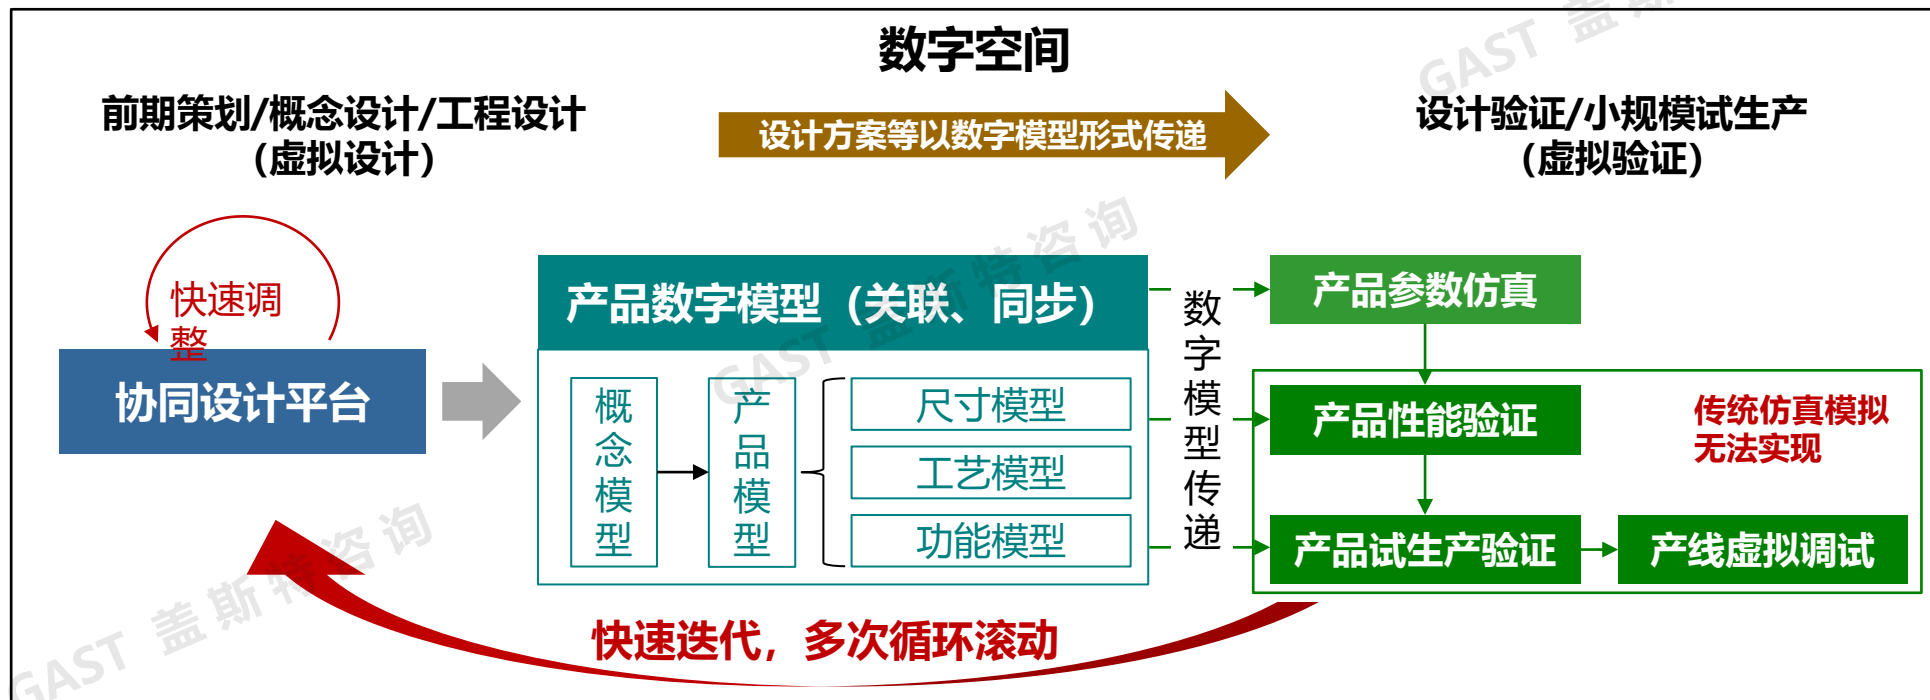 数字空间
前期策划/概念设计/工程设计
（虚拟设计）
设计方案等以数字模型形式传递
设计验证/小规模试生产
（虚拟验证）
快速调
整
协同设计平台
产品数字模型（关联、同步）
概念模型
产品模型
尺寸模型
工艺模型
功能模型
数字模型传递
产品参数仿真
产品性能验证
传统仿真模拟
无法实现
产品试生产验证
产线虚拟调试
快速迭代，多次循环滚动
GAST 盖斯特咨询
GAST 盖斯特咨询
GAST 盖斯